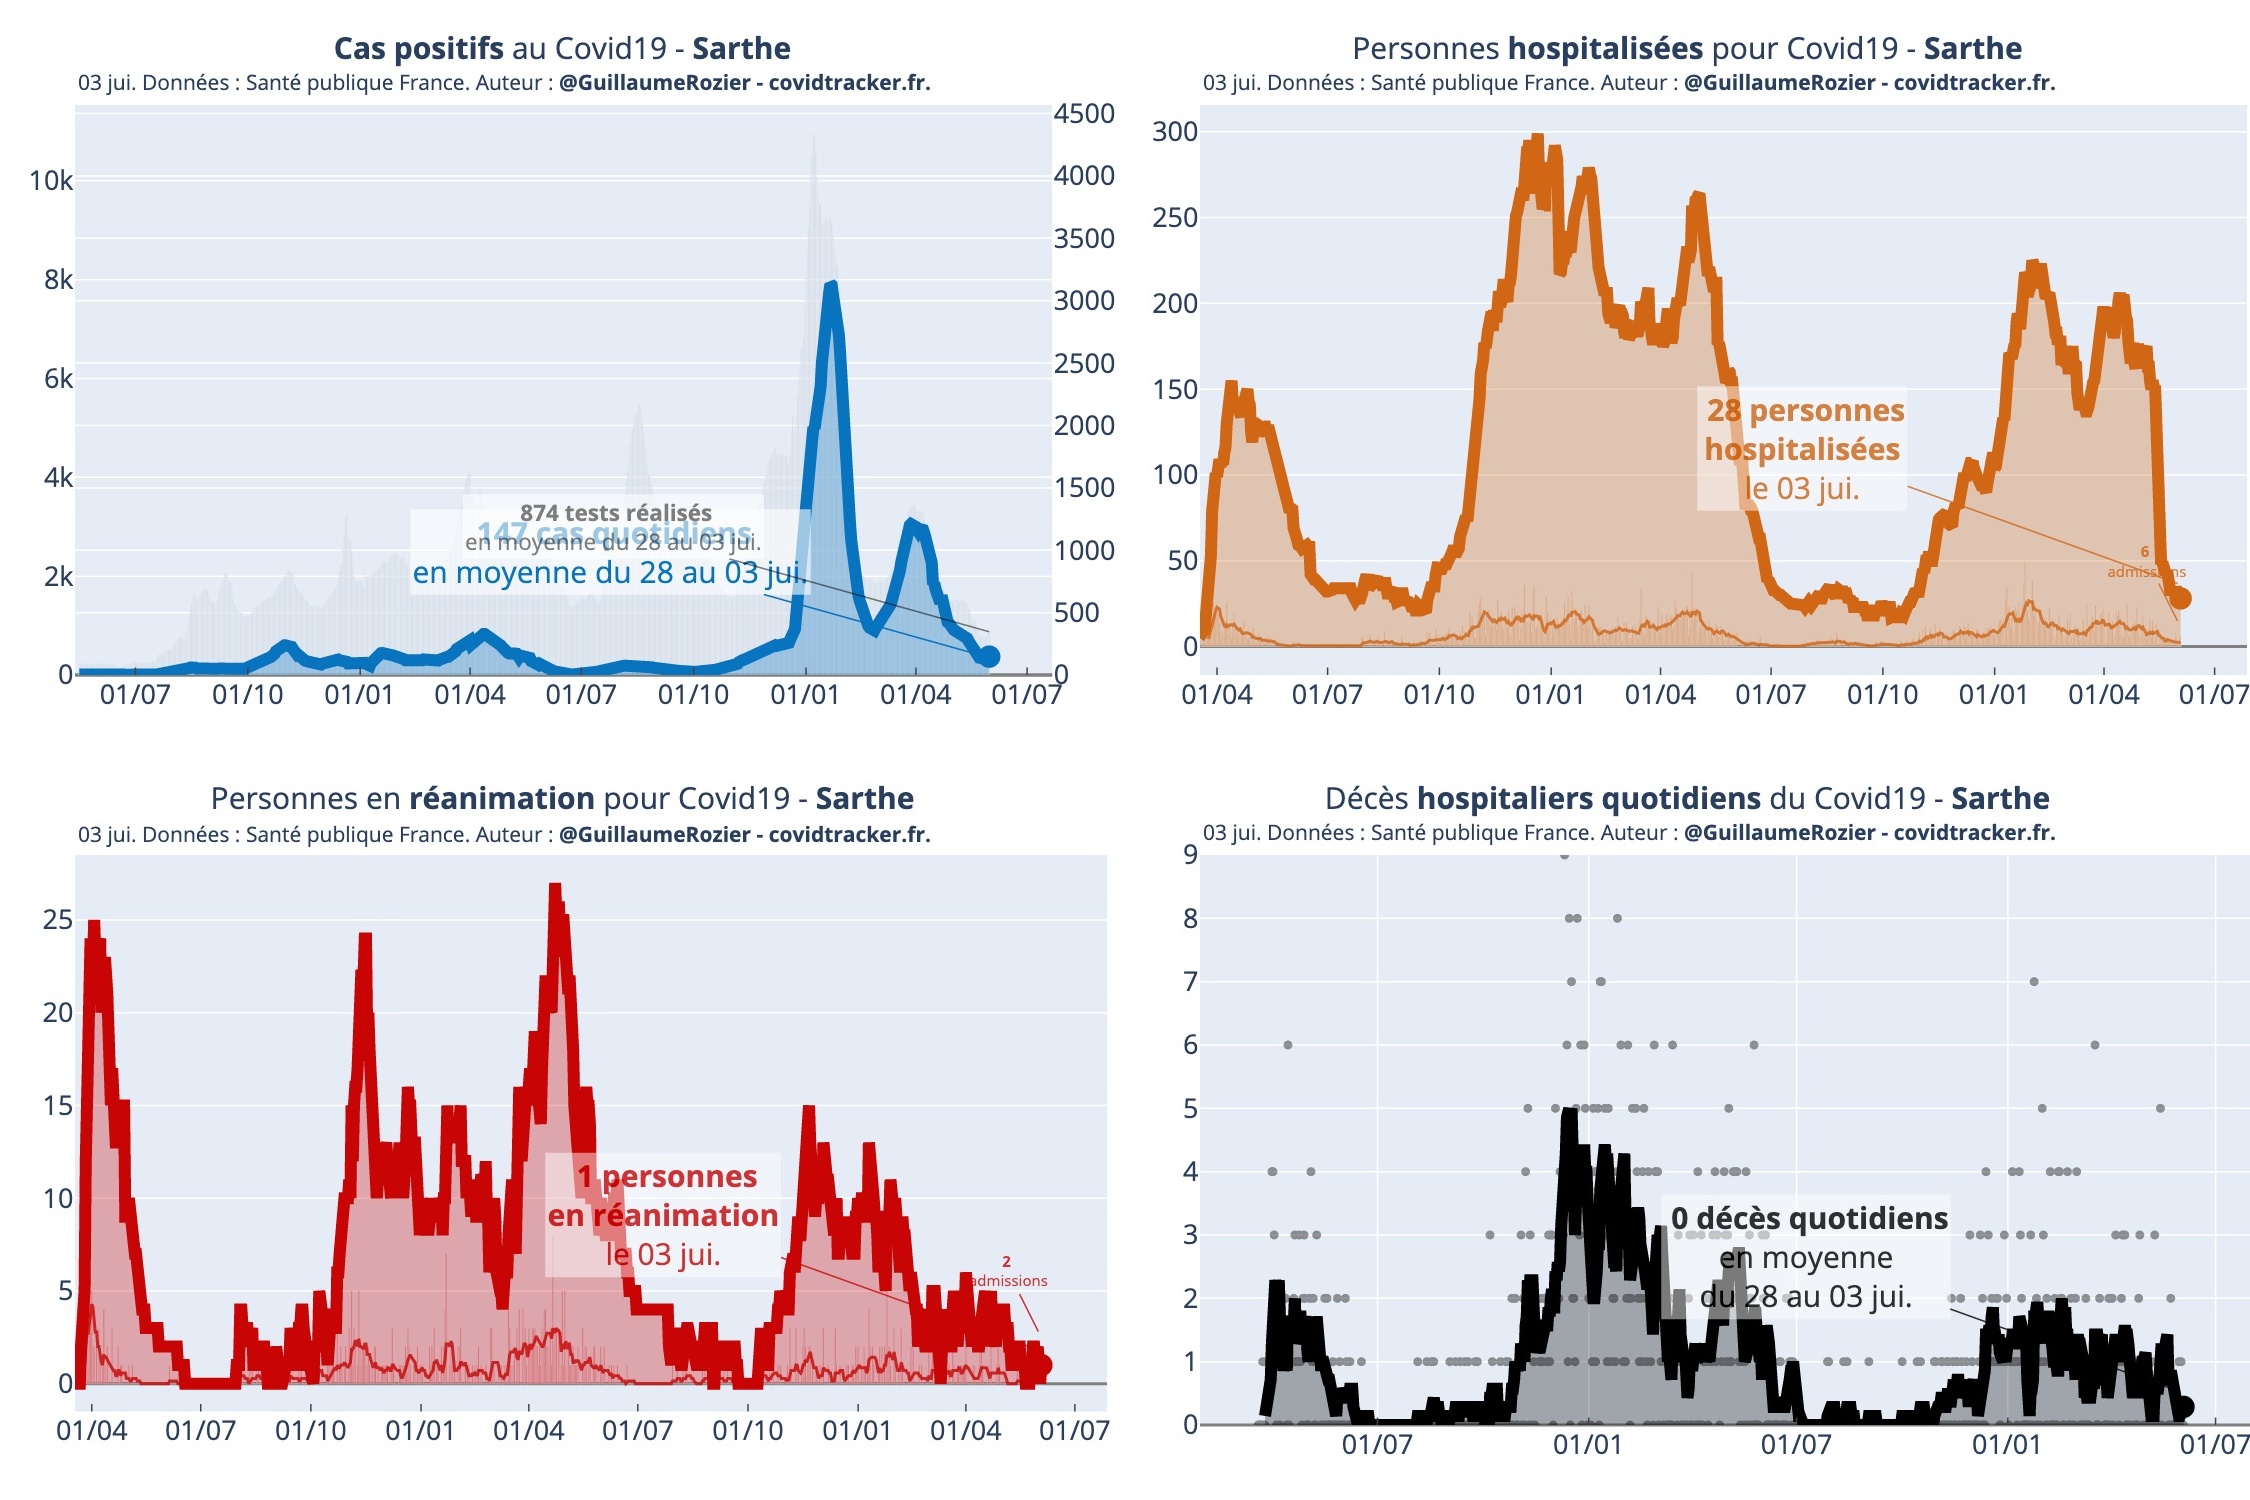 Cas positifs au Covid19 - Sarthe
03 jui. Données : Santé publique France. Auteur : @GuillaumeRozier - covidtracker.fr.
4500
4000
3500
3000
2500
2000
1500
1000
500
0
10k
8k
6k
4k
2k
0
874 tests réalisés
en moyenne du 28 au 03 jui.
147 cas quotidiens
en moyenne du 28 au 03 jui.
01/07 01/10 01/01 01/04 01/07 01/10 01/01 01/04 01/07
Personnes hospitalisées pour Covid19 - Sarthe
03 jui. Données : Santé publique France. Auteur : @GuillaumeRozier - covidtracker.fr.
300
250
200
150
100
50
0
28 personnes
hospitalisées
le 03 jui.
6
admissions
01/04 01/07 01/10 01/01 01/04 01/07 01/10 01/01 01/04 01/07
Personnes en réanimation pour Covid19 - Sarthe
03 jui. Données : Santé publique France. Auteur : @GuillaumeRozier - covidtracker.fr.
25
20
15
10
5
0
1 personnes
en réanimation
le 03 jui.
2
admissions
01/04 01/07 01/10 01/01 01/04 01/07 01/10 01/01 01/04 01/07
Décès hospitaliers quotidiens du Covid19 - Sarthe
03 jui. Données : Santé publique France. Auteur : @GuillaumeRozier - covidtracker.fr.
9
8
7
6
5
4
3
2
1
0
0 décès quotidiens
en moyenne
du 28 au 03 jui.
01/07 01/01 01/07 01/01 01/07